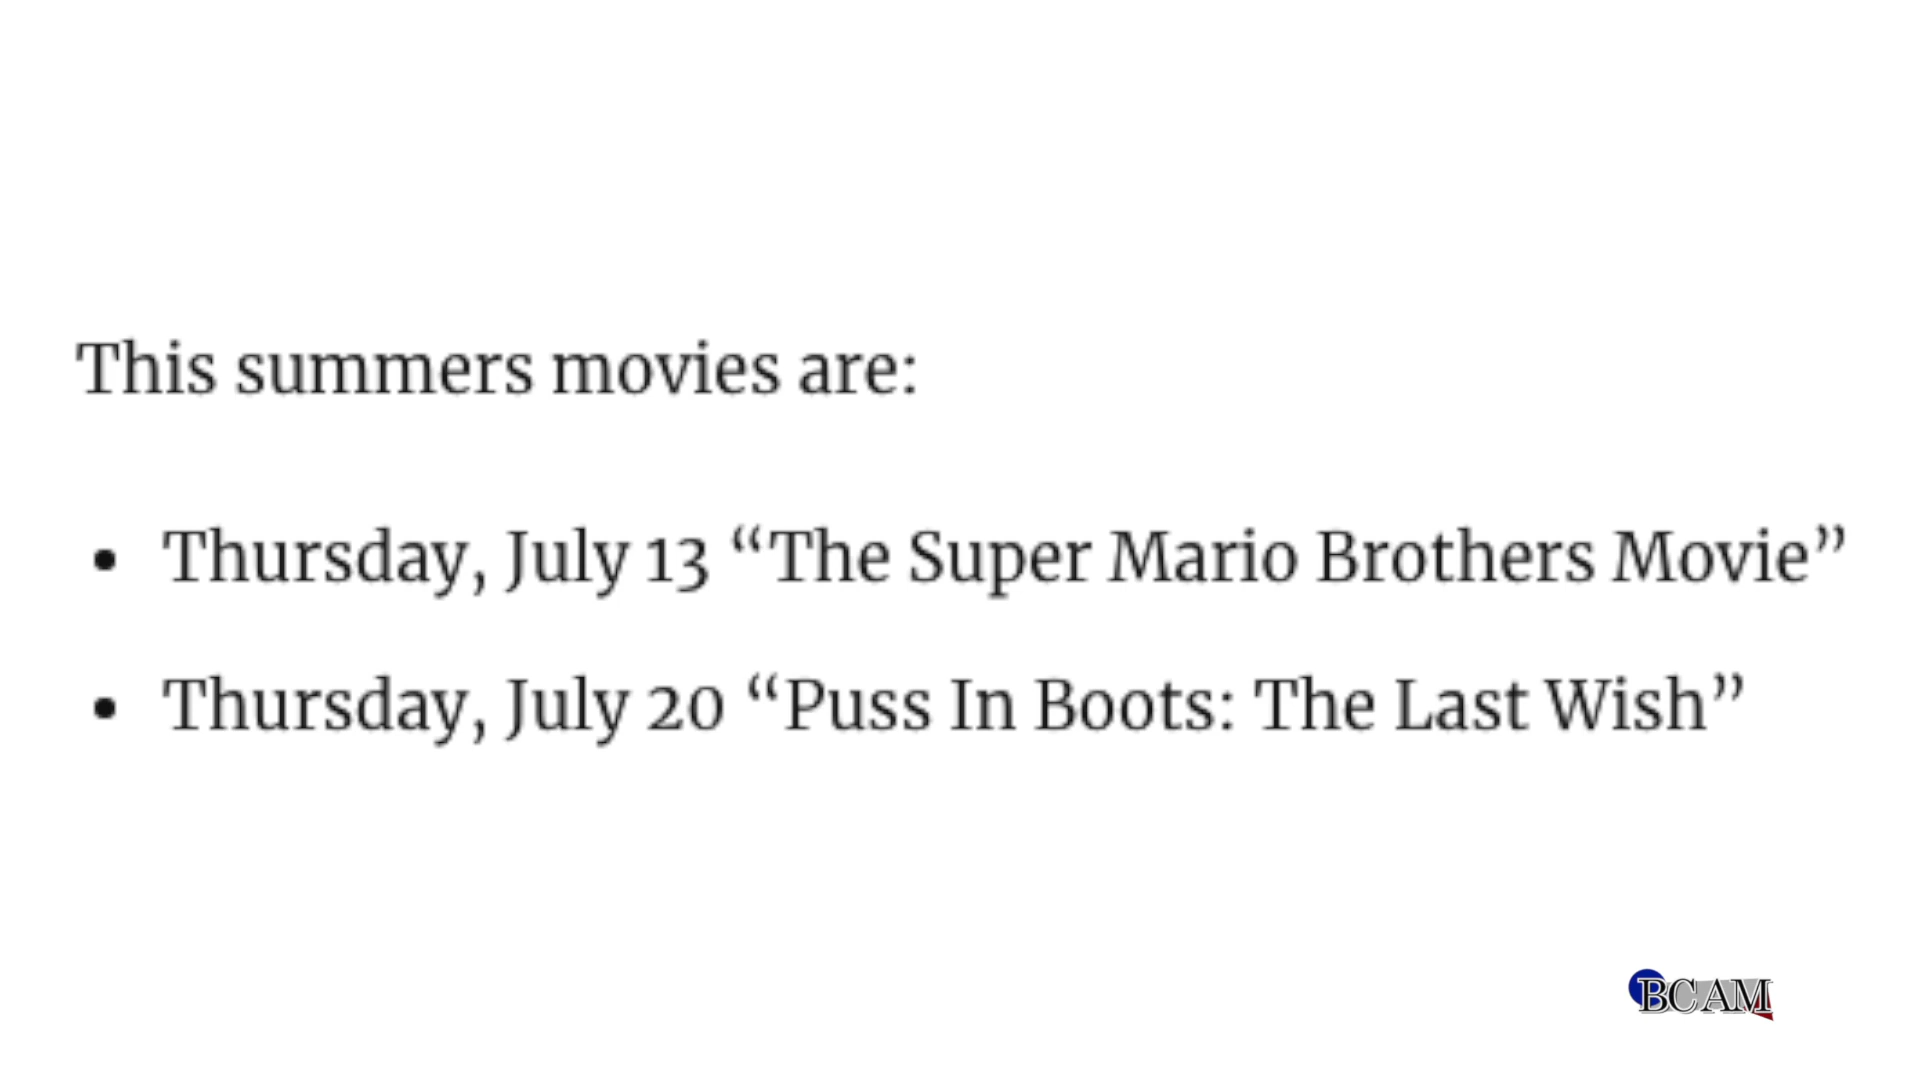 This summers movies are:
• Thursday, July 13 “The Super Mario Brothers Movie”
• Thursday, July 20 “Puss In Boots: The Last Wish”
BCAM